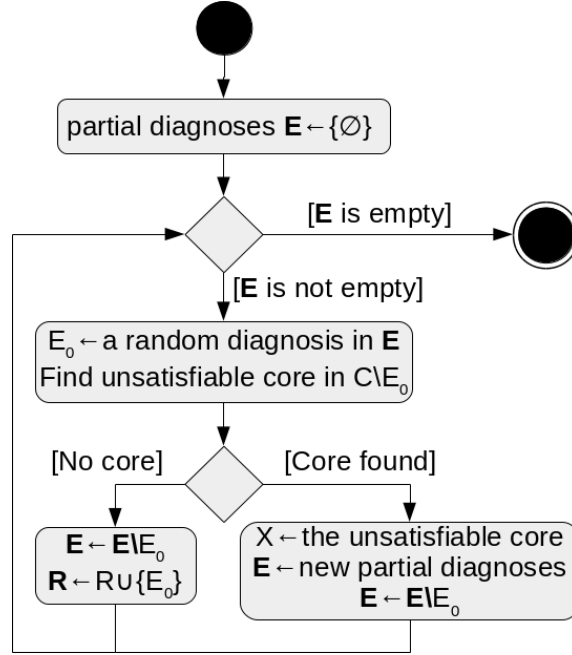 partial diagnoses E←{∅}
[E is empty]
[E is not empty]
E₀←a random diagnosis in E
Find unsatisfiable core in C\E₀
[No core]
[Core found]
E←E\E₀
R←R∪{E₀}
X←the unsatisfiable core
E←new partial diagnoses
E←E\E₀